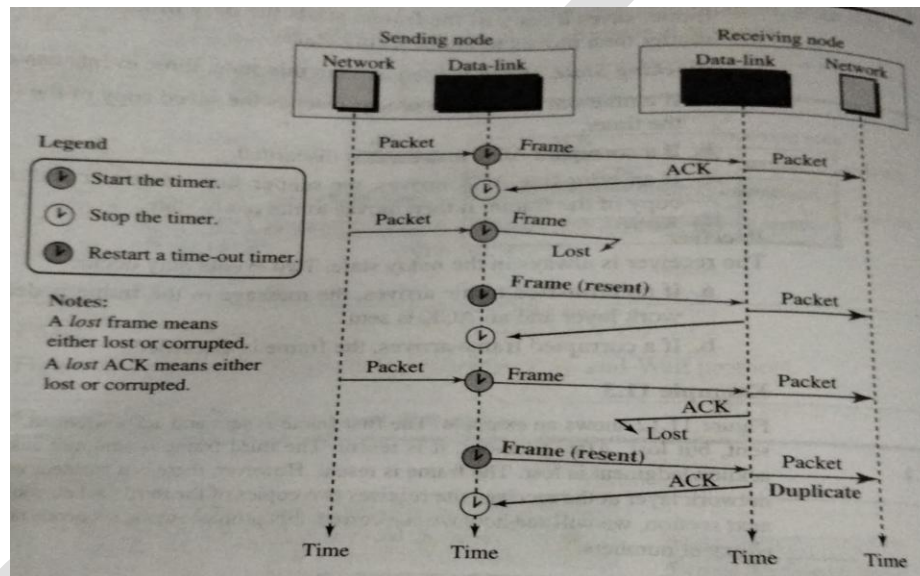 Sending node
Receiving node
Network
Data-link
Data-link
Network
Legend
Start the timer.
Stop the timer.
Restart a time-out timer.
Notes:
A lost frame means
either lost or corrupted.
A lost ACK means either
lost or corrupted.
Packet
Frame
ACK
Packet
Packet
Frame
Lost
Frame (resent)
Packet
Packet
Frame
Packet
ACK
Lost
Frame (resent)
Packet
ACK
Duplicate
Time
Time
Time
Time